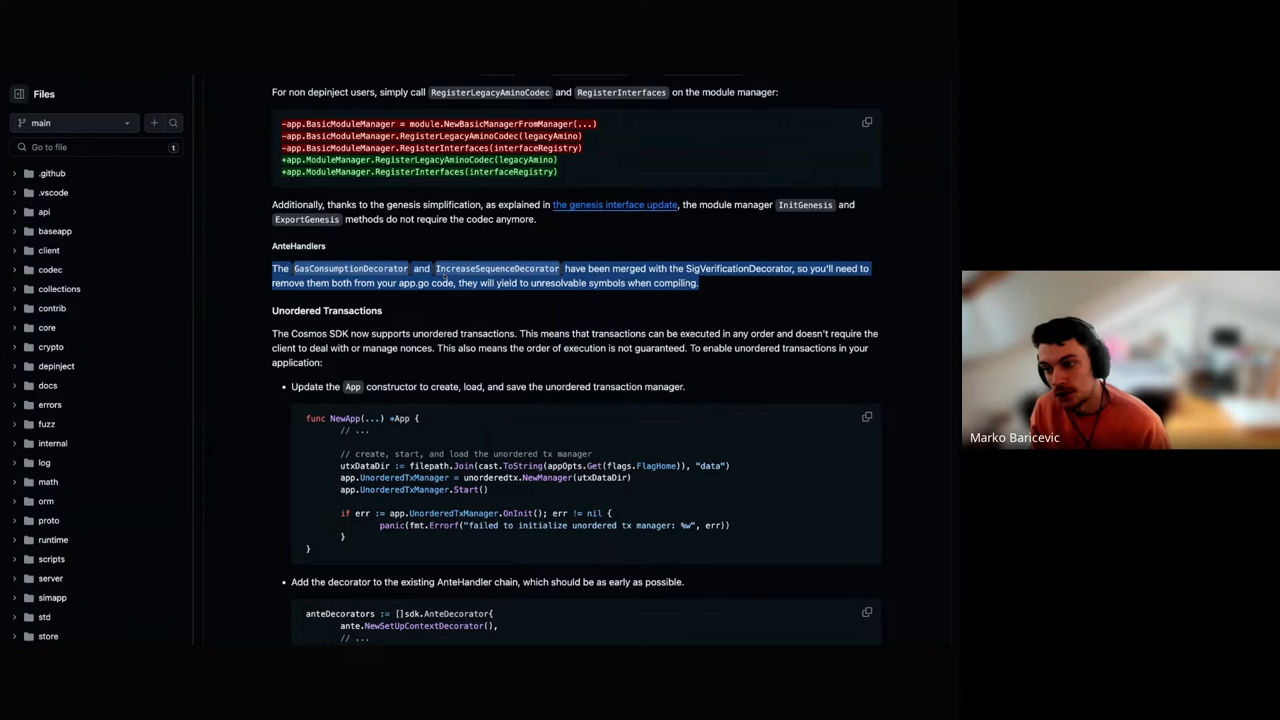 Files
main
Go to file
t
.github
.vscode
api
baseapp
client
codec
collections
contrib
core
crypto
depinject
docs
errors
fuzz
internal
log
math
orm
proto
runtime
scripts
server
simapp
std
store
For non depinject users, simply call RegisterLegacyAminoCodec and RegisterInterfaces on the module manager:
-app.BasicModuleManager = module.NewBasicManagerFromManager(...)
-app.BasicModuleManager.RegisterLegacyAminoCodec(legacyAmino)
-app.BasicModuleManager.RegisterInterfaces(interfaceRegistry)
+app.ModuleManager.RegisterLegacyAminoCodec(legacyAmino)
+app.ModuleManager.RegisterInterfaces(interfaceRegistry)
Additionally, thanks to the genesis simplification, as explained in the genesis interface update, the module manager InitGenesis and
ExportGenesis methods do not require the codec anymore.
AnteHandlers
The GasConsumptionDecorator and IncreaseSequenceDecorator have been merged with the SigVerificationDecorator, so you'll need to
remove them both from your app.go code, they will yield to unresolvable symbols when compiling.
Unordered Transactions
The Cosmos SDK now supports unordered transactions. This means that transactions can be executed in any order and doesn't require the
client to deal with or manage nonces. This also means the order of execution is not guaranteed. To enable unordered transactions in your
application:
• Update the App constructor to create, load, and save the unordered transaction manager.
func NewApp(...) *App {
// ...
// create, start, and load the unordered tx manager
utxDataDir := filepath.Join(cast.ToString(appOpts.Get(flags.FlagHome)), "data")
app.UnorderedTxManager = unorderedtx.NewManager(utxDataDir)
app.UnorderedTxManager.Start()
if err := app.UnorderedTxManager.OnInit(); err != nil {
panic(fmt.Errorf("failed to initialize unordered tx manager: %w", err))
}
}
• Add the decorator to the existing AnteHandler chain, which should be as early as possible.
anteDecorators := []sdk.AnteDecorator{
ante.NewSetUpContextDecorator(),
// ...
Marko Baricevic